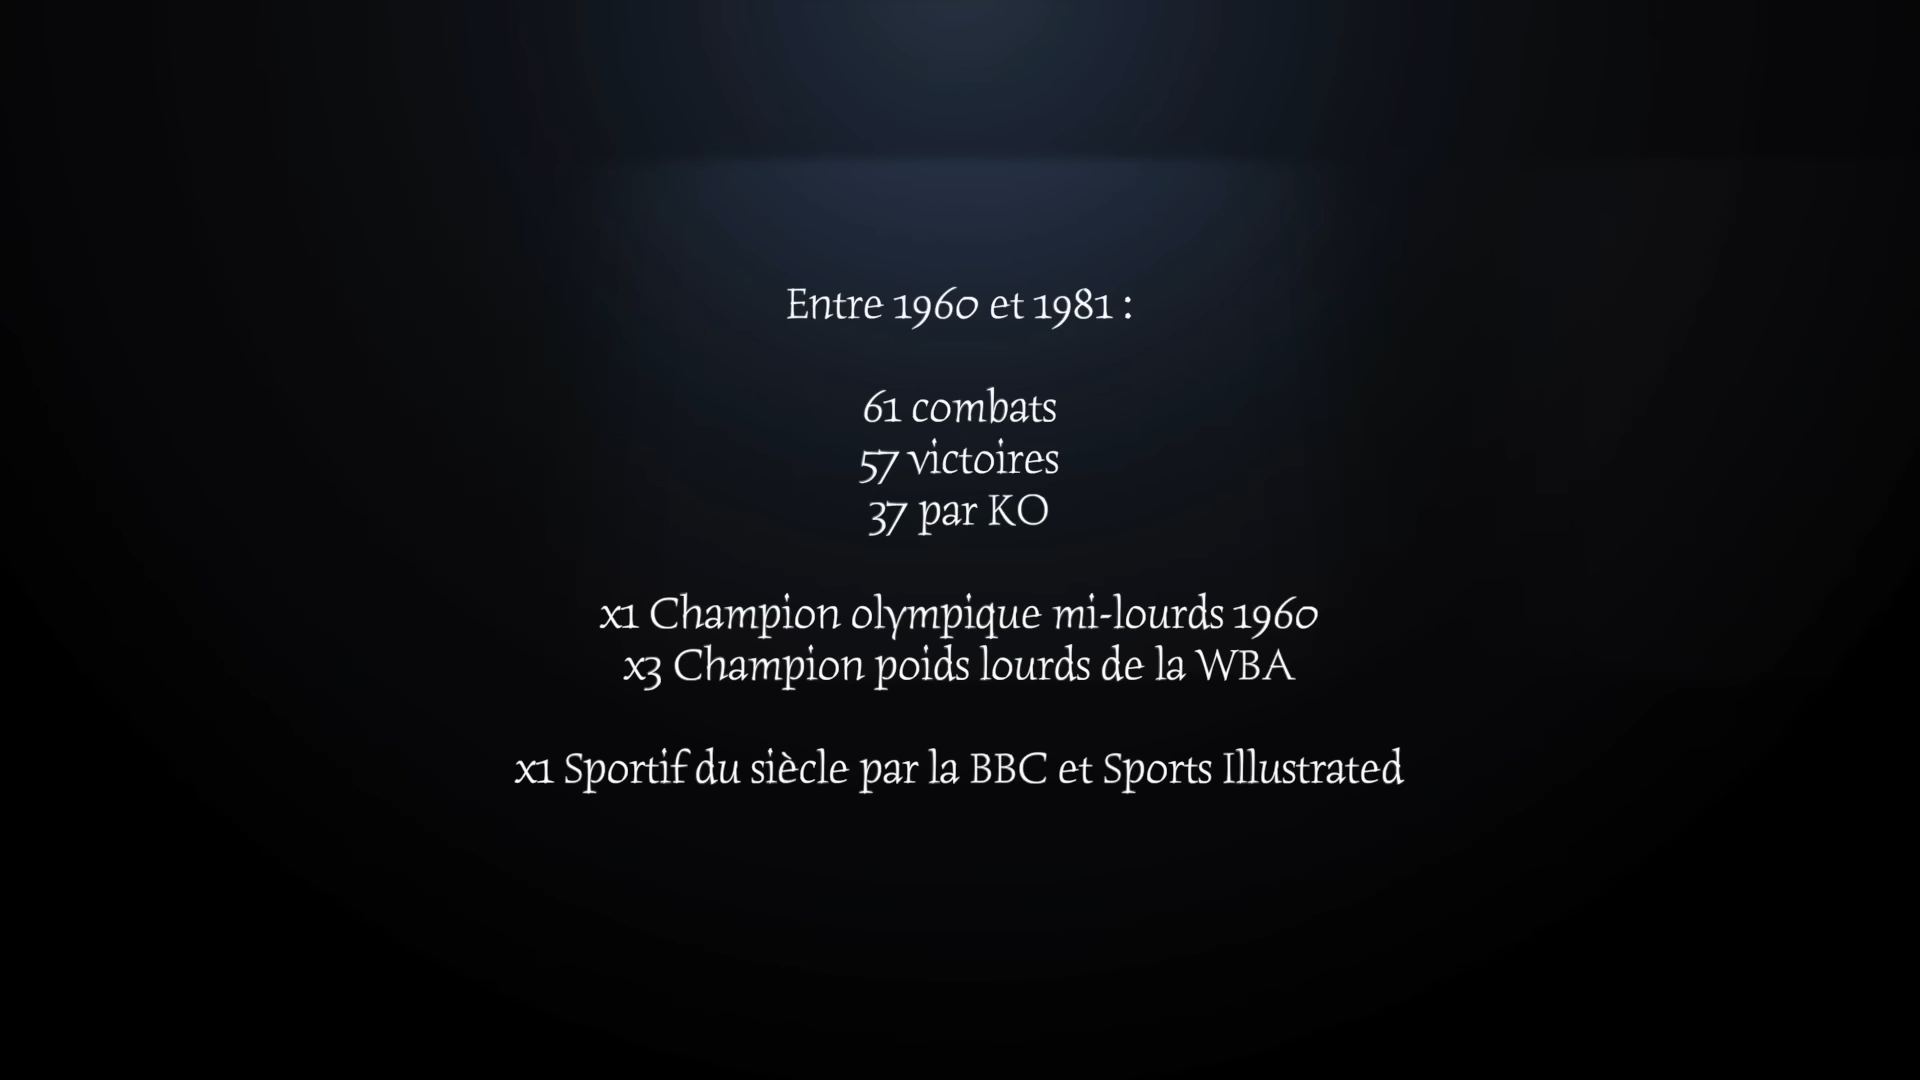 Entre 1960 et 1981 :
61 combats
57 victoires
37 par KO
x1 Champion olympique mi-lourds 1960
x3 Champion poids lourds de la WBA
x1 Sportif du siècle par la BBC et Sports Illustrated